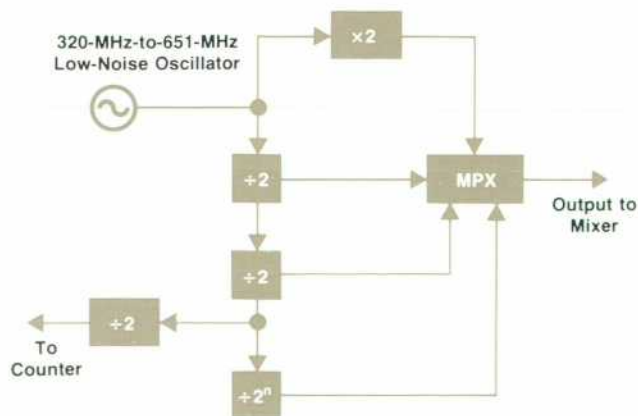 320-MHz-to-651-MHz
Low-Noise Oscillator
×2
÷2
MPX
Output to
Mixer
÷2
÷2
To
Counter
÷2ⁿ